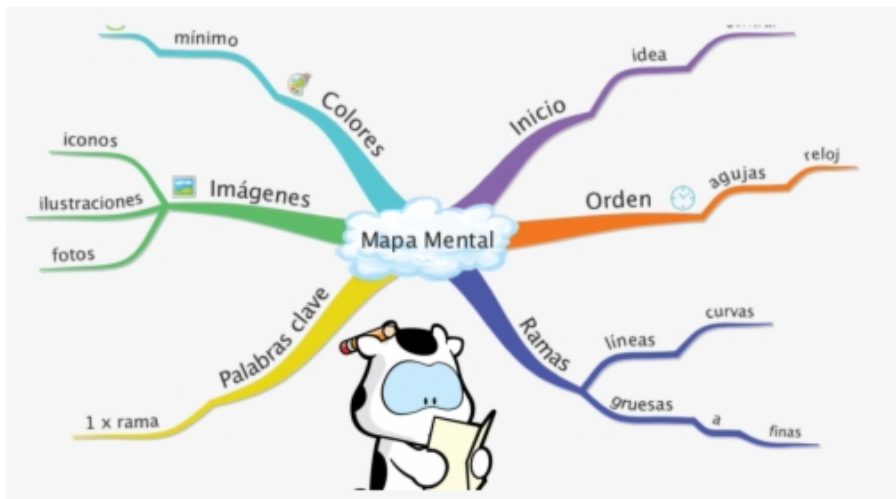 mínimo
Colores
iconos
Imágenes
ilustraciones
fotos
Palabras clave
1 x rama
Mapa Mental
Inicio
idea
Orden
agujas
reloj
Ramas
líneas
curvas
gruesas
a
finas